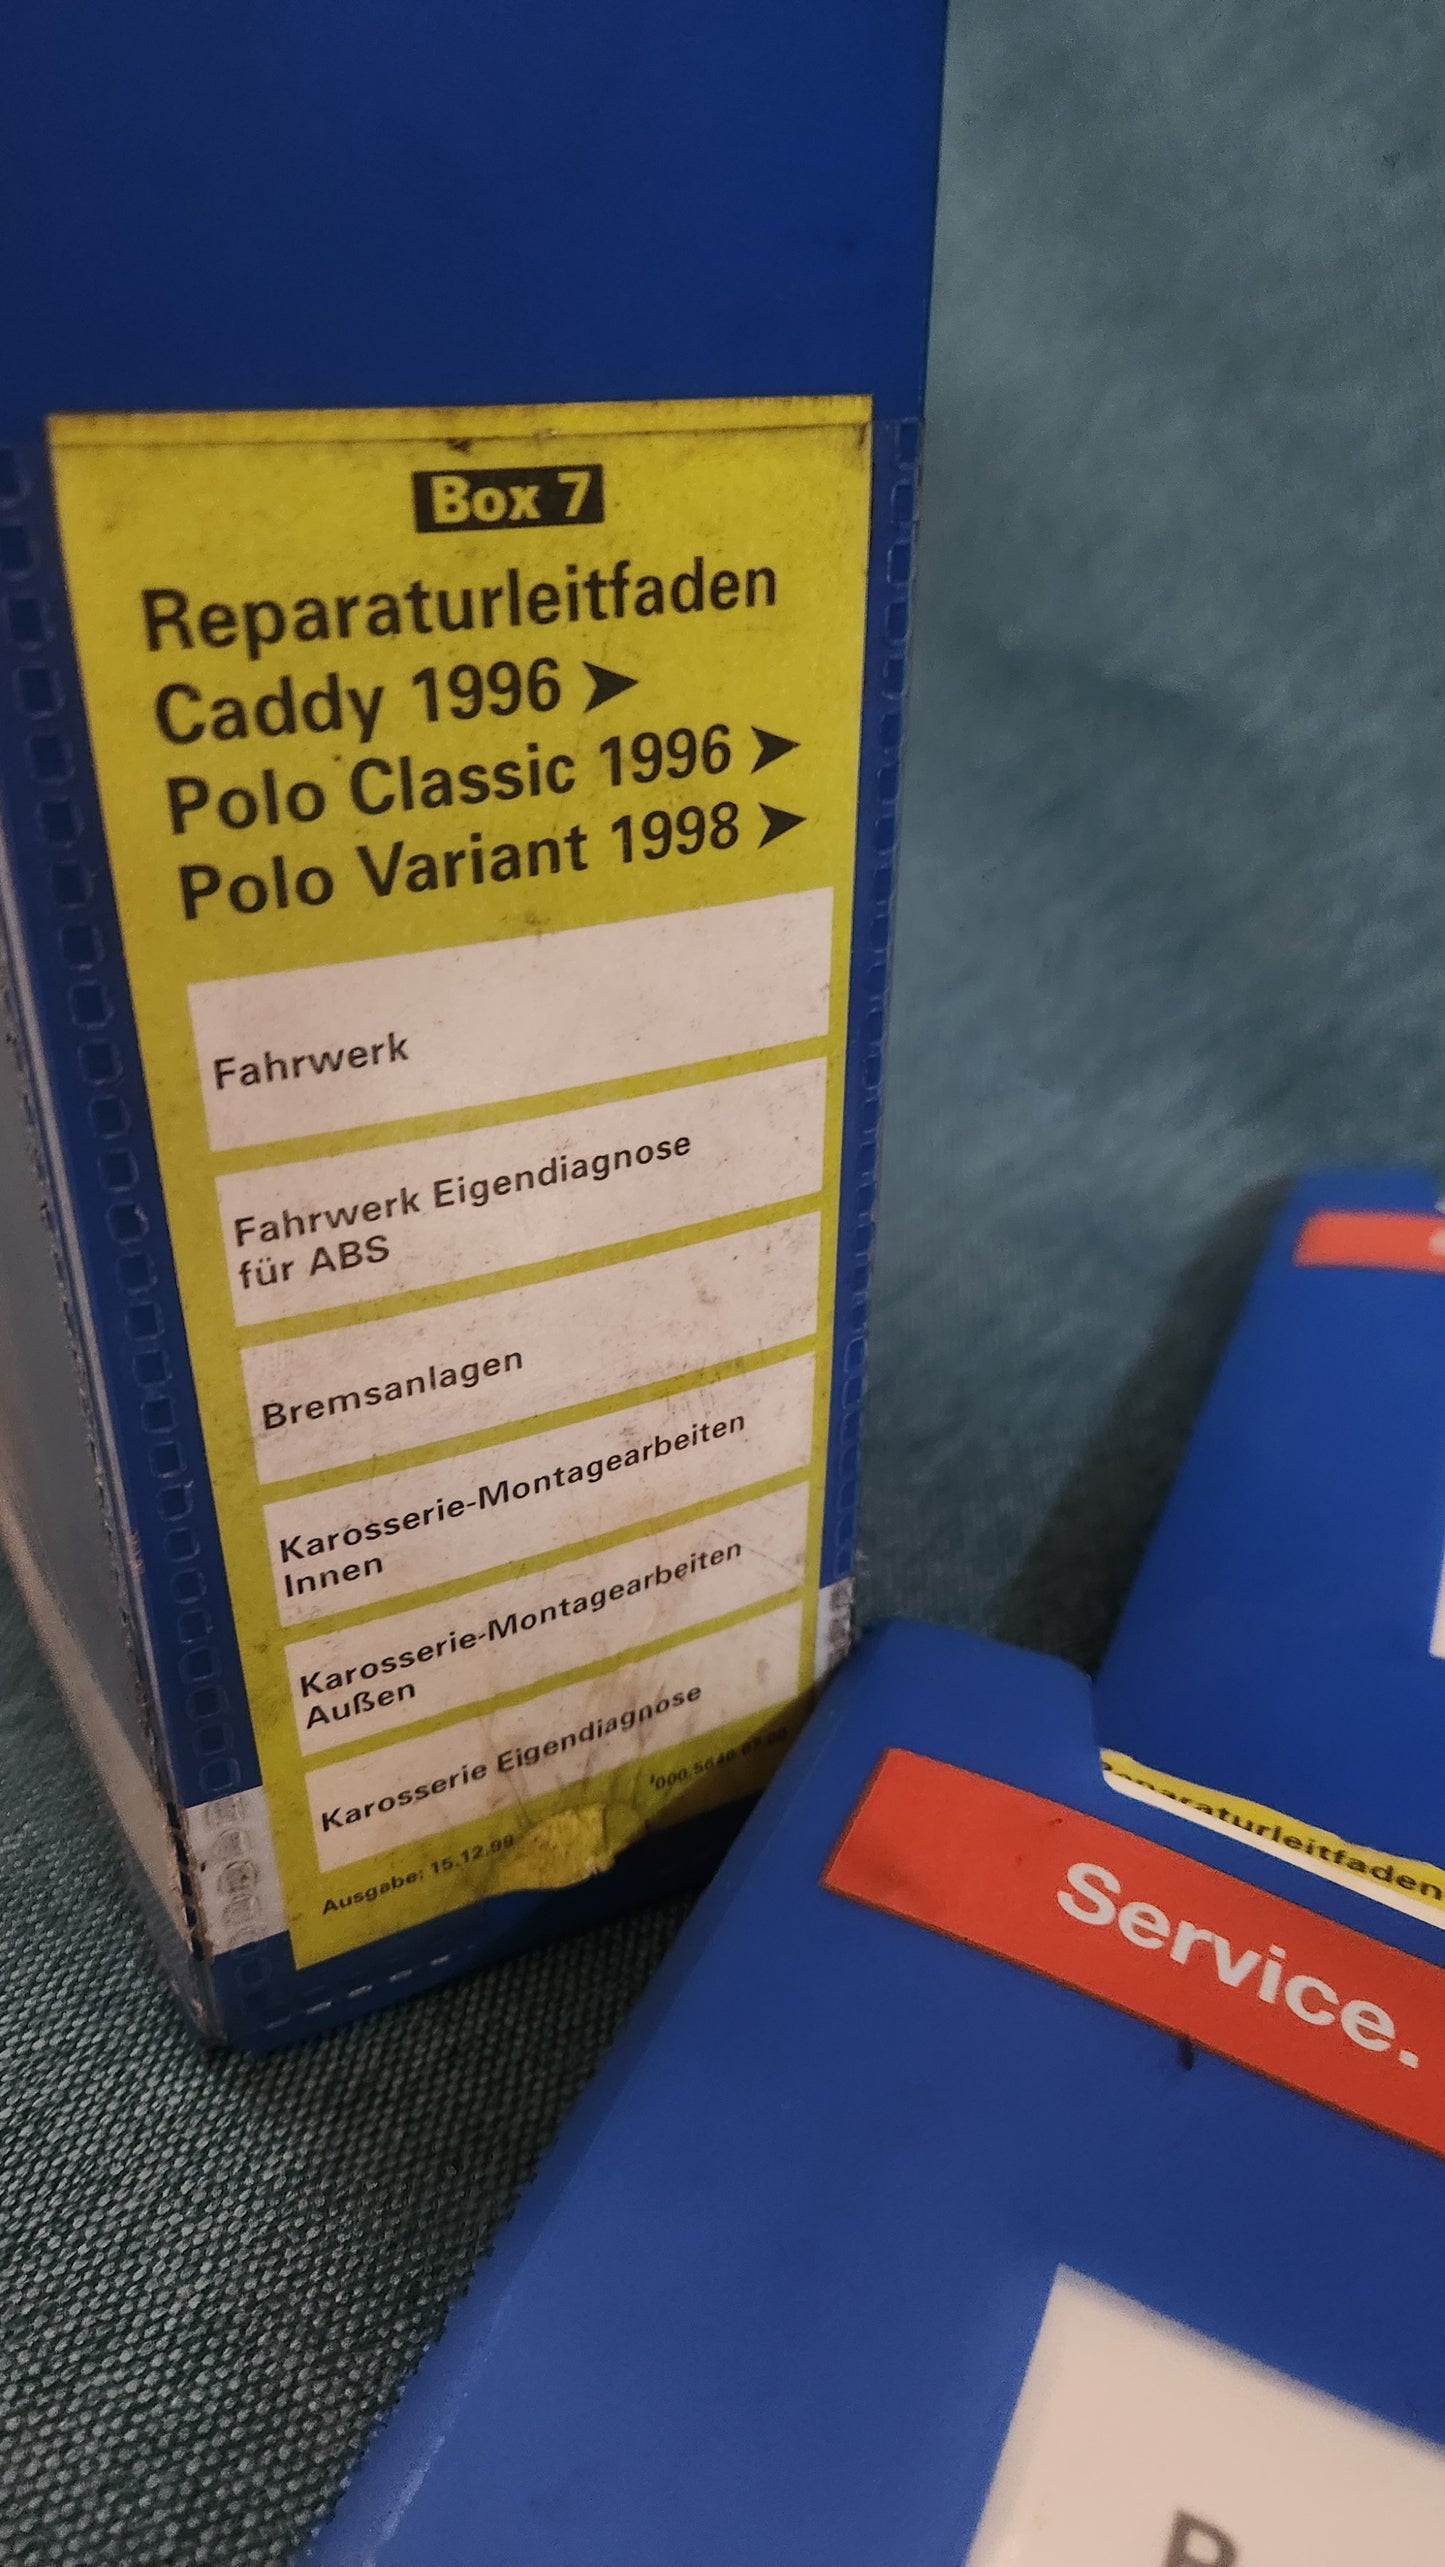 Box 7
Reparaturleitfaden
Caddy 1996 ➤
Polo Classic 1996 ➤
Polo Variant 1998 ➤
Fahrwerk
Fahrwerk Eigendiagnose
für ABS
Bremsanlagen
Karosserie-Montagearbeiten
Innen
Karosserie-Montagearbeiten
Außen
Karosserie Eigendiagnose
Ausgabe: 15.12.99
Reparaturleitfaden
Service.